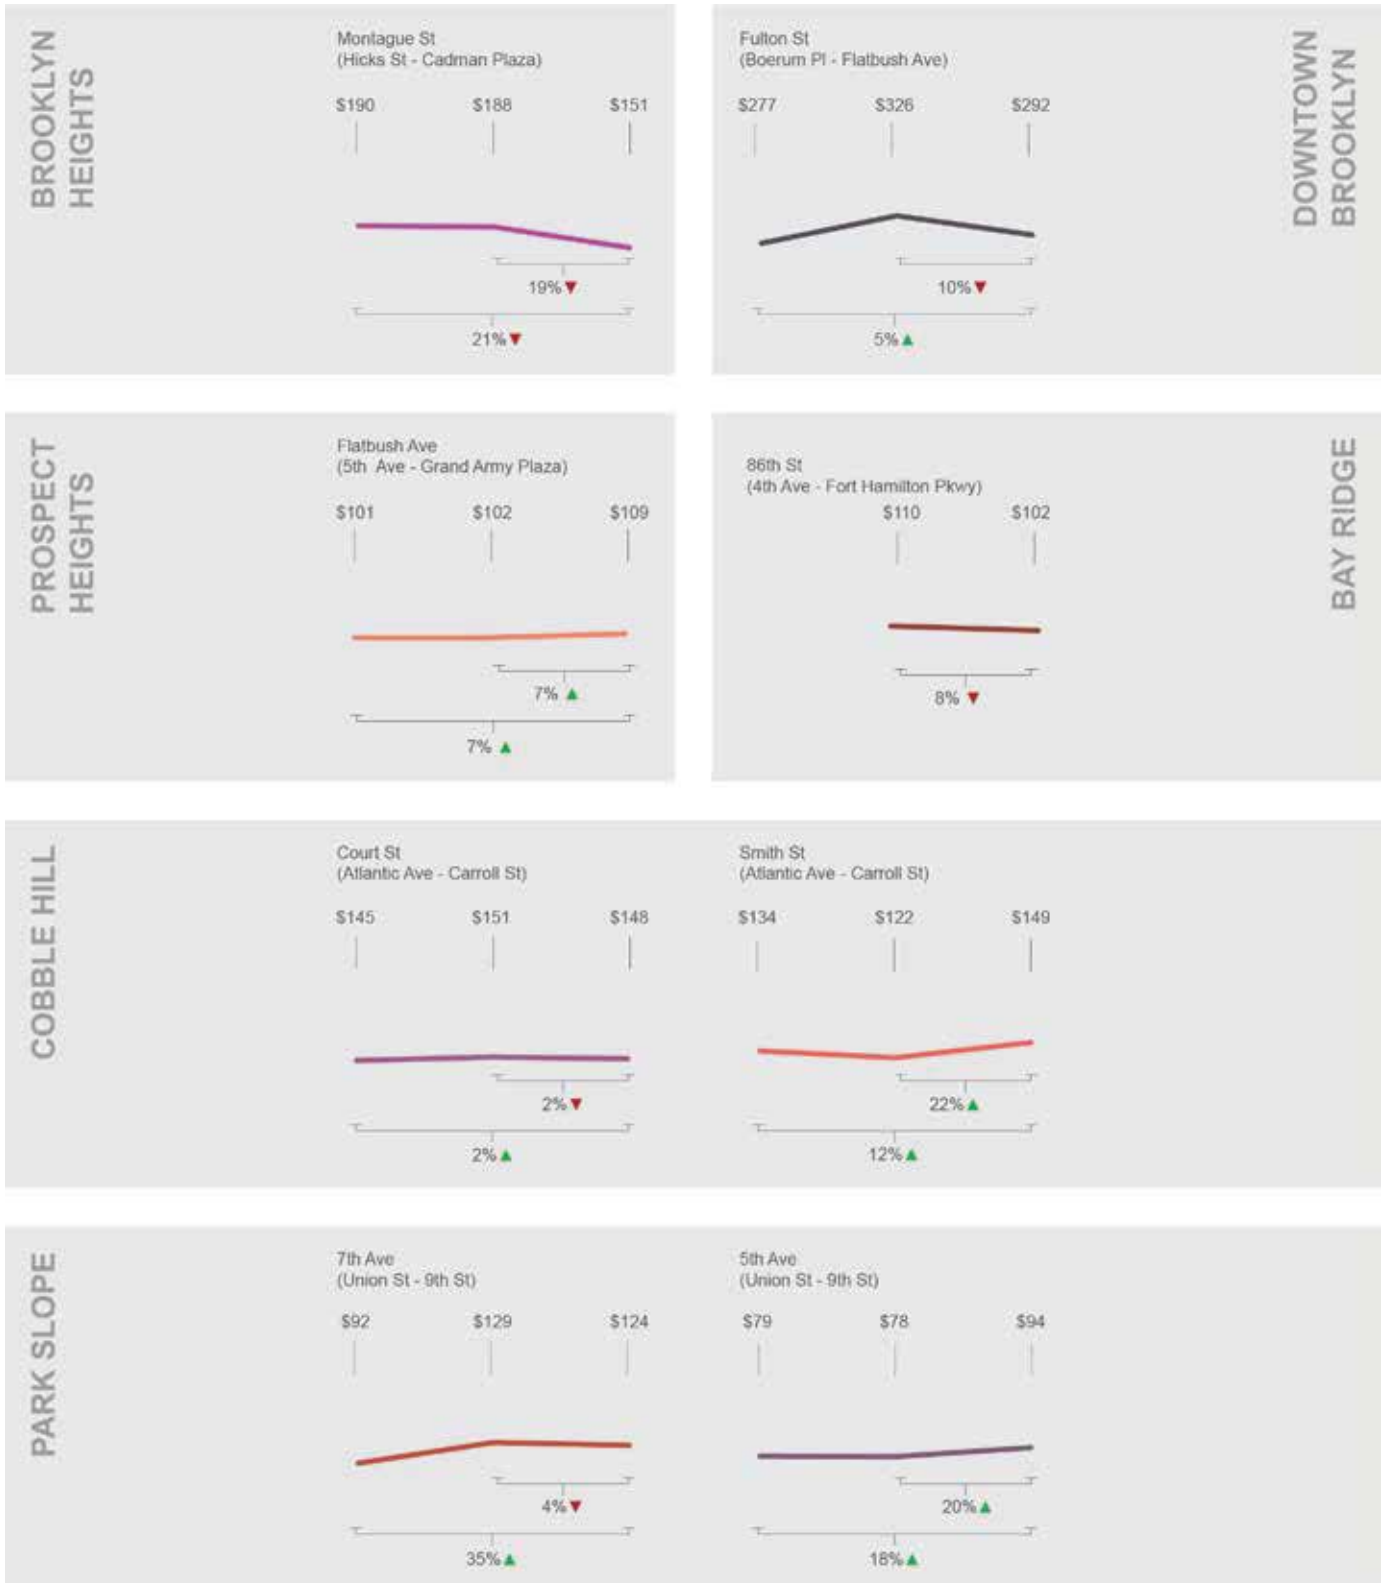 BROOKLYN
HEIGHTS
Montague St
(Hicks St - Cadman Plaza)
$190 $188 $151
19%▼
21%▼
DOWNTOWN
BROOKLYN
Fulton St
(Boerum Pl - Flatbush Ave)
$277 $326 $292
10%▼
5%▲
PROSPECT
HEIGHTS
Flatbush Ave
(5th Ave - Grand Army Plaza)
$101 $102 $109
7% ▲
7% ▲
BAY RIDGE
86th St
(4th Ave - Fort Hamilton Pkwy)
$110 $102
8% ▼
COBBLE HILL
Court St
(Atlantic Ave - Carroll St)
$145 $151 $148
2%▼
2%▲
Smith St
(Atlantic Ave - Carroll St)
$134 $122 $149
22%▲
12%▲
PARK SLOPE
7th Ave
(Union St - 9th St)
$92 $129 $124
4%▼
35%▲
5th Ave
(Union St - 9th St)
$79 $78 $94
20%▲
18%▲